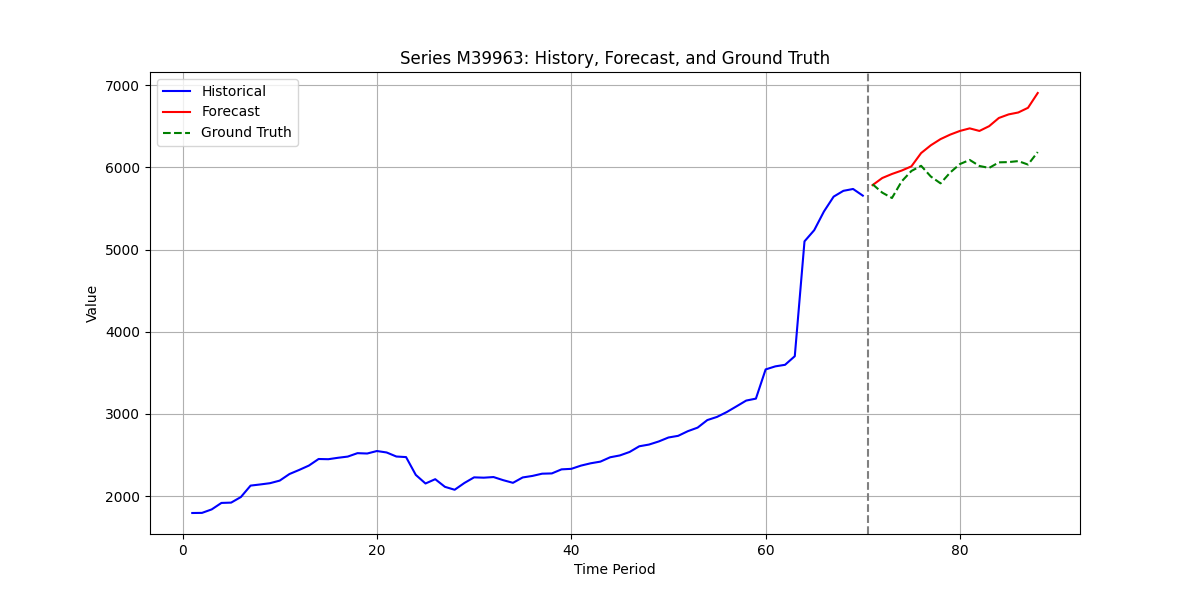 Series M39963: History, Forecast, and Ground Truth
Historical
Forecast
Ground Truth
7000
6000
5000
4000
3000
2000
Value
0 20 40 60 80
Time Period